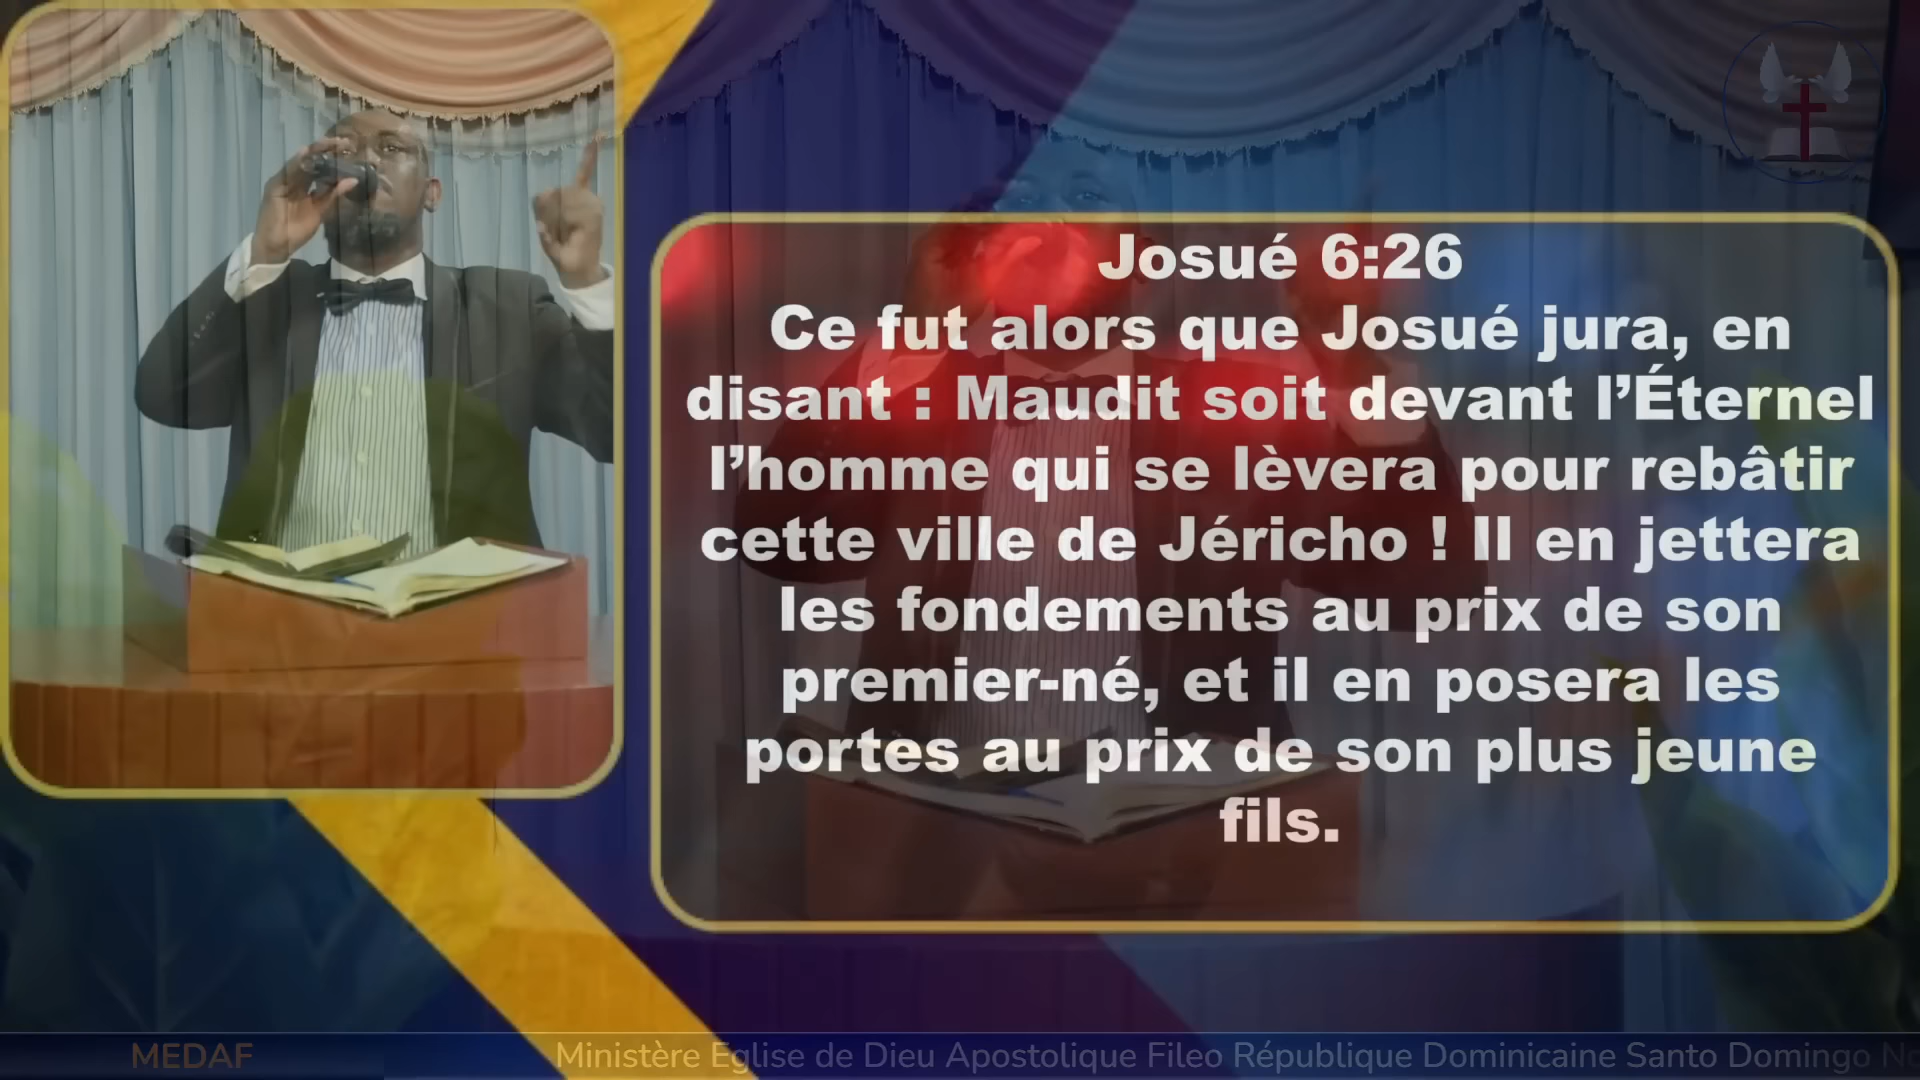 Josué 6:26
Ce fut alors que Josué jura, en
disant : Maudit soit devant l’Éternel
l’homme qui se lèvera pour rebâtir
cette ville de Jéricho ! Il en jettera
les fondements au prix de son
premier-né, et il en posera les
portes au prix de son plus jeune
fils.
MEDAF
Ministère Eglise de Dieu Apostolique Fileo République Dominicaine Santo Domingo